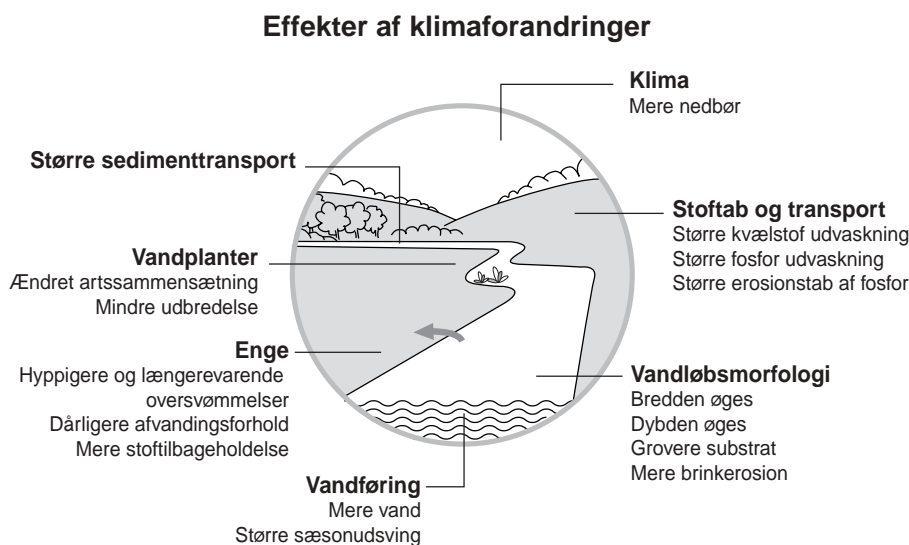 Effekter af klimaforandringer
Klima
Mere nedbør
Større sedimenttransport
Stoftab og transport
Større kvælstof udvaskning
Større fosfor udvaskning
Større erosionstab af fosfor
Vandplanter
Ændret artssammensætning
Mindre udbredelse
Enge
Hyppigere og længerevarende
oversvømmelser
Dårligere afvandingsforhold
Mere stoftilbageholdelse
Vandløbsmorfologi
Bredden øges
Dybden øges
Grovere substrat
Mere brinkerosion
Vandføring
Mere vand
Større sæsonudsving